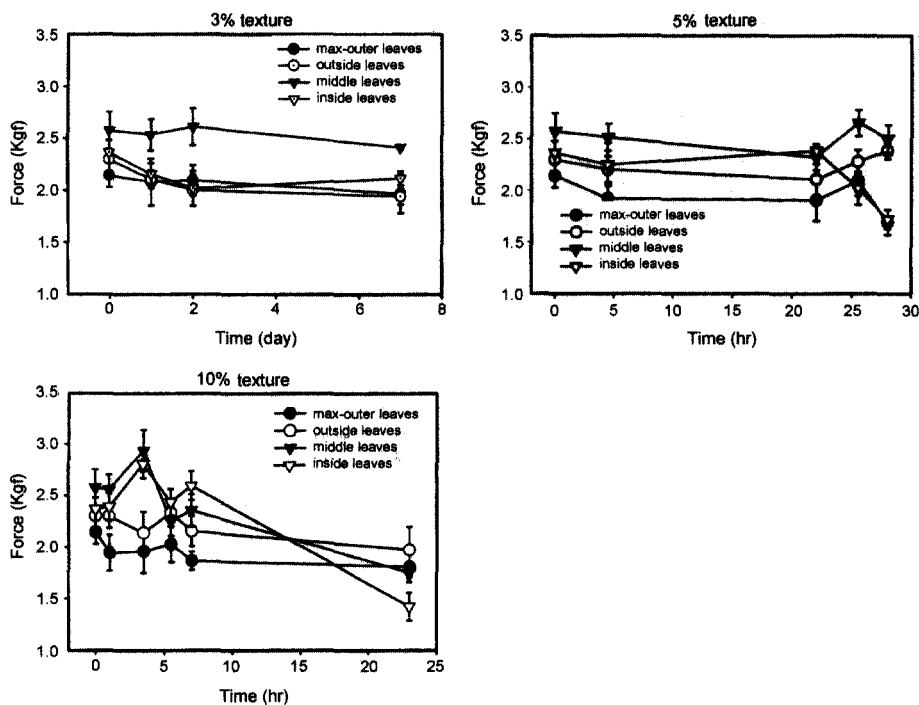 3% texture
3.5
3.0
2.5
2.0
1.5
1.0
Force (Kgf)
max-outer leaves
outside leaves
middle leaves
inside leaves
0 2 4 6 8
Time (day)
5% texture
3.5
3.0
2.5
2.0
1.5
1.0
Force (Kgf)
max-outer leaves
outside leaves
middle leaves
inside leaves
0 5 10 15 20 25 30
Time (hr)
10% texture
3.5
3.0
2.5
2.0
1.5
1.0
Force (Kgf)
max-outer leaves
outside leaves
middle leaves
inside leaves
0 5 10 15 20 25
Time (hr)